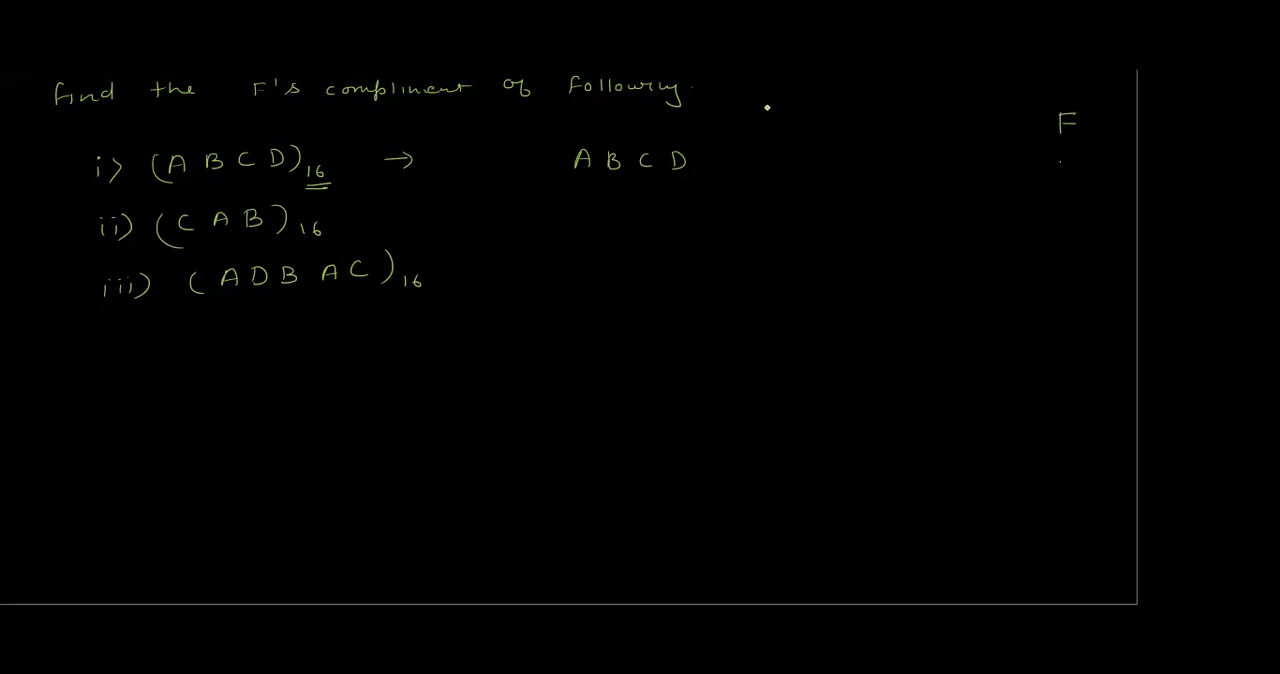 find the F's compliment of following.
F
i) (A B C D)16 → A B C D
ii) (C A B)16
iii) (A D B A C)16